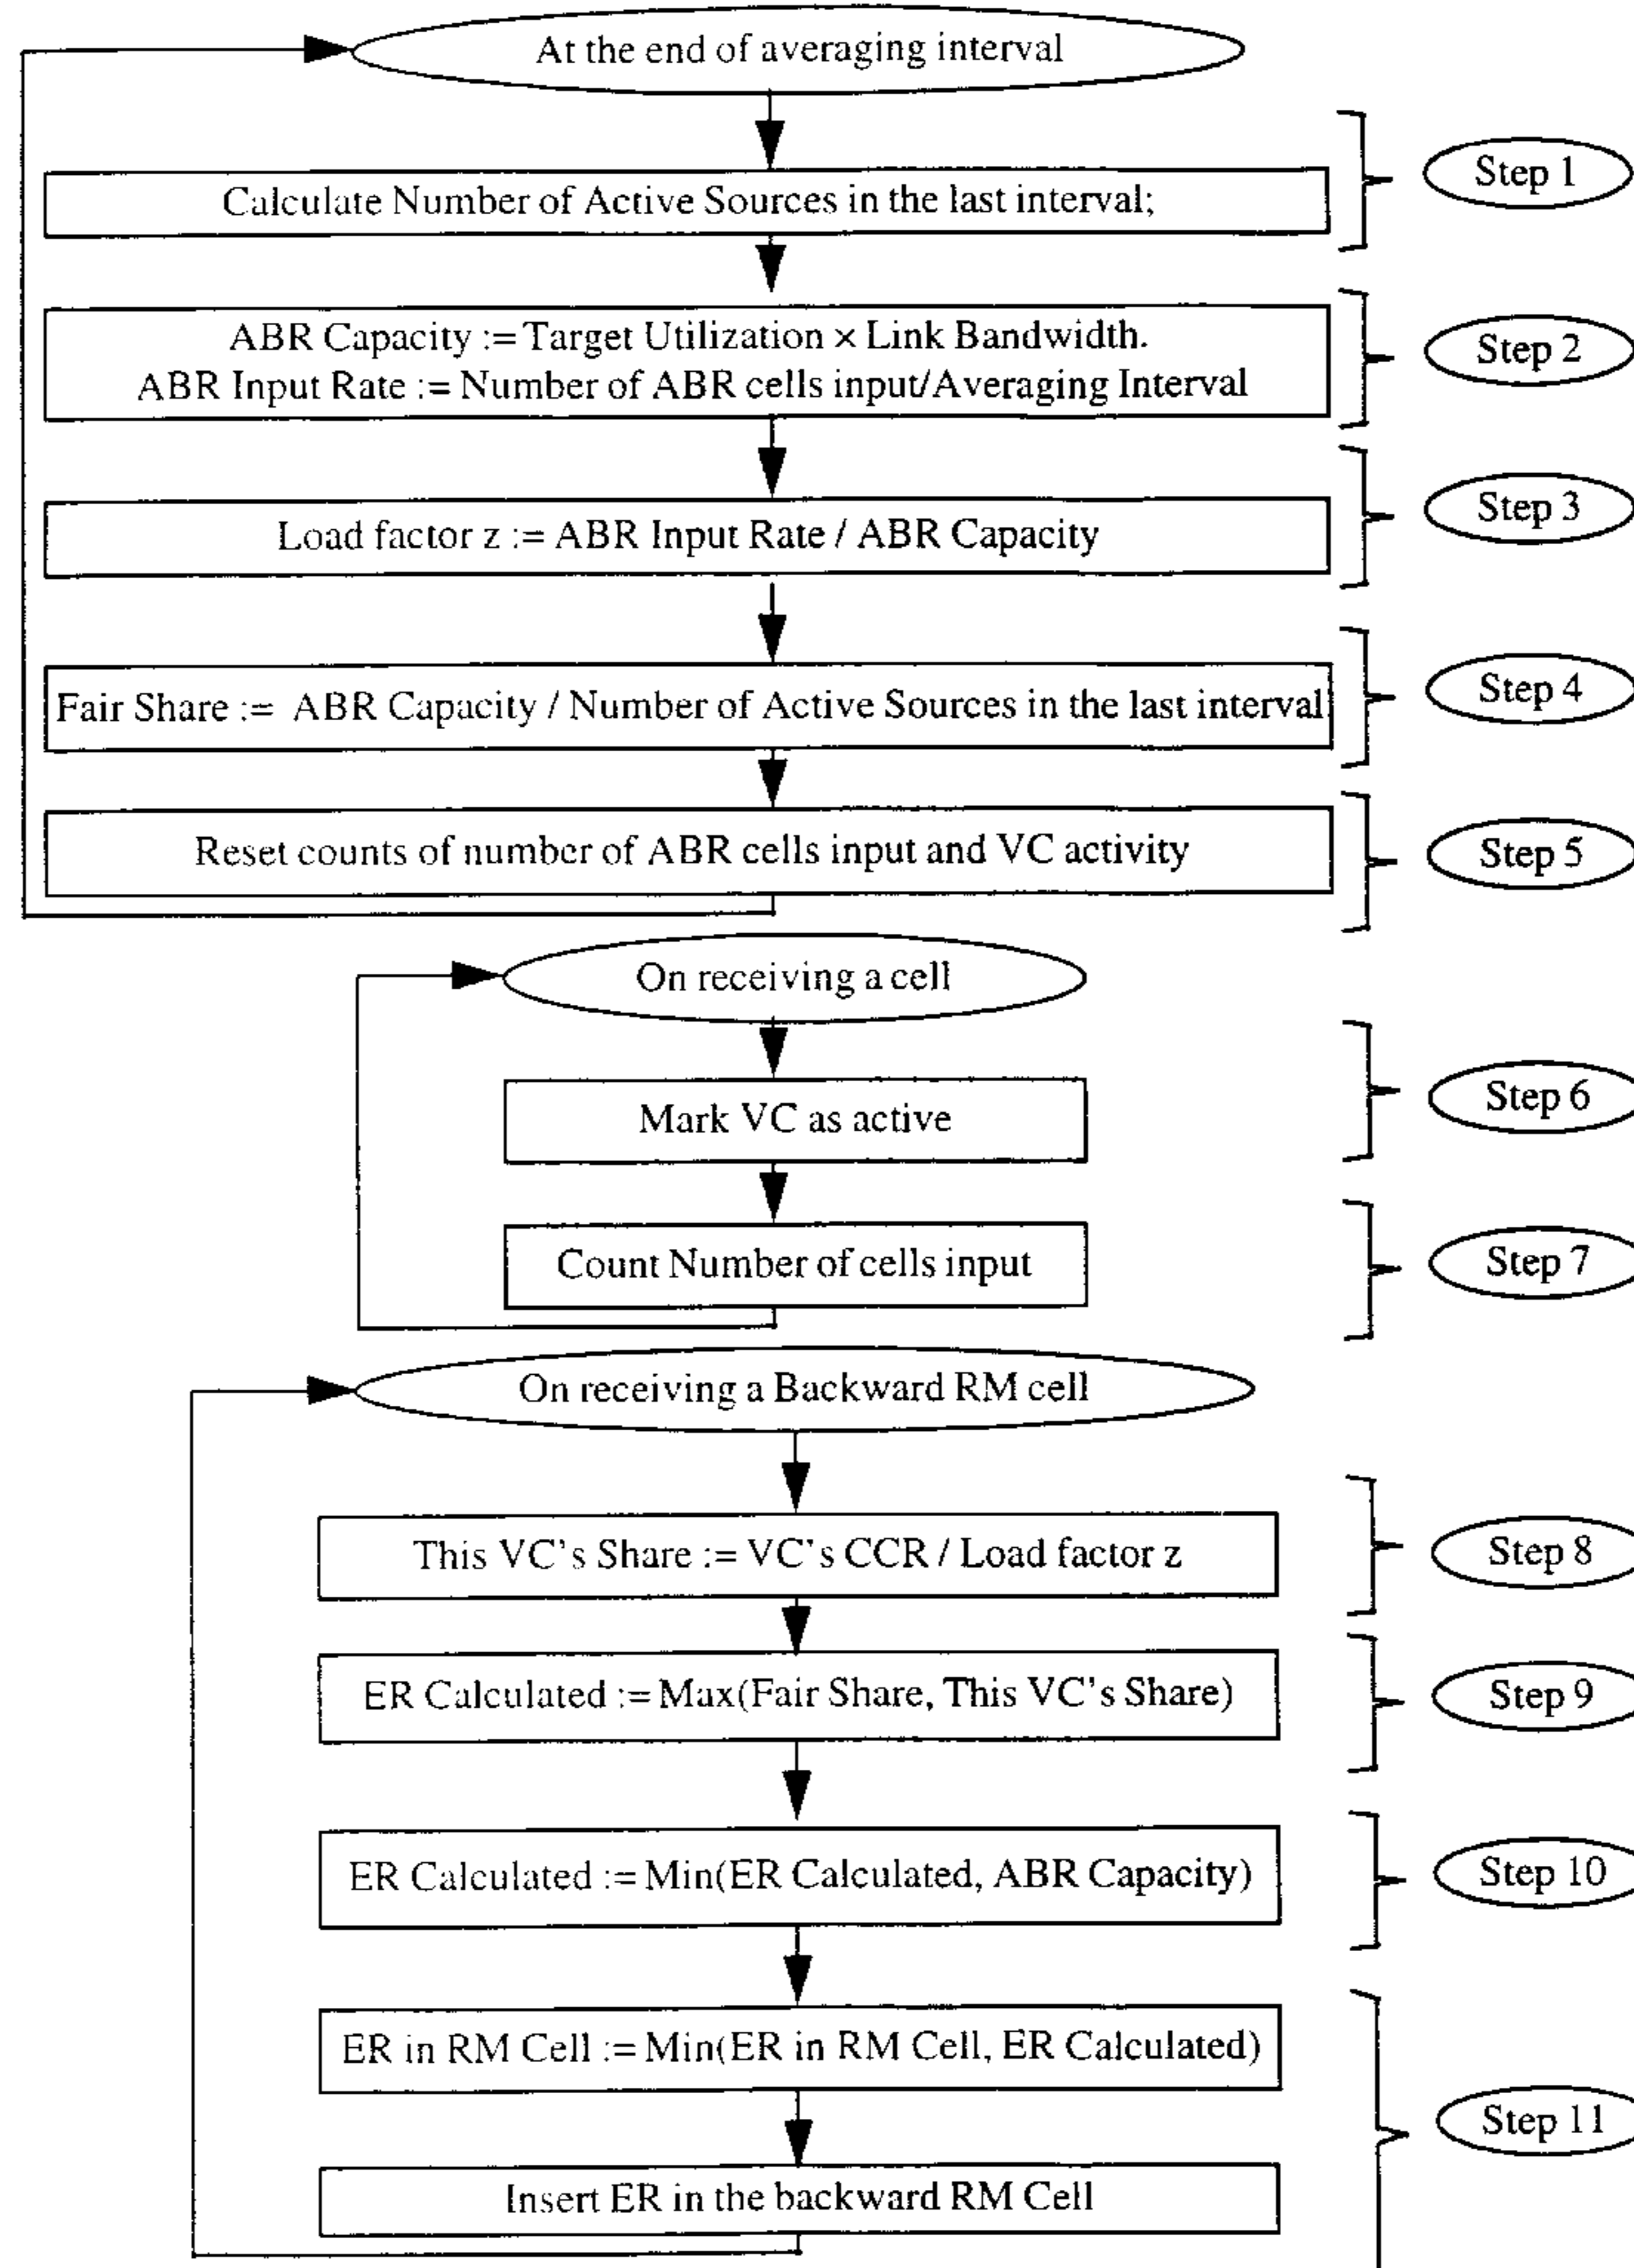 At the end of averaging interval
Calculate Number of Active Sources in the last interval;
Step 1
ABR Capacity := Target Utilization × Link Bandwidth.
ABR Input Rate := Number of ABR cells input/Averaging Interval
Step 2
Load factor z := ABR Input Rate / ABR Capacity
Step 3
Fair Share := ABR Capacity / Number of Active Sources in the last interval
Step 4
Reset counts of number of ABR cells input and VC activity
Step 5
On receiving a cell
Mark VC as active
Step 6
Count Number of cells input
Step 7
On receiving a Backward RM cell
This VC's Share := VC's CCR / Load factor z
Step 8
ER Calculated := Max(Fair Share, This VC's Share)
Step 9
ER Calculated := Min(ER Calculated, ABR Capacity)
Step 10
ER in RM Cell := Min(ER in RM Cell, ER Calculated)
Insert ER in the backward RM Cell
Step 11